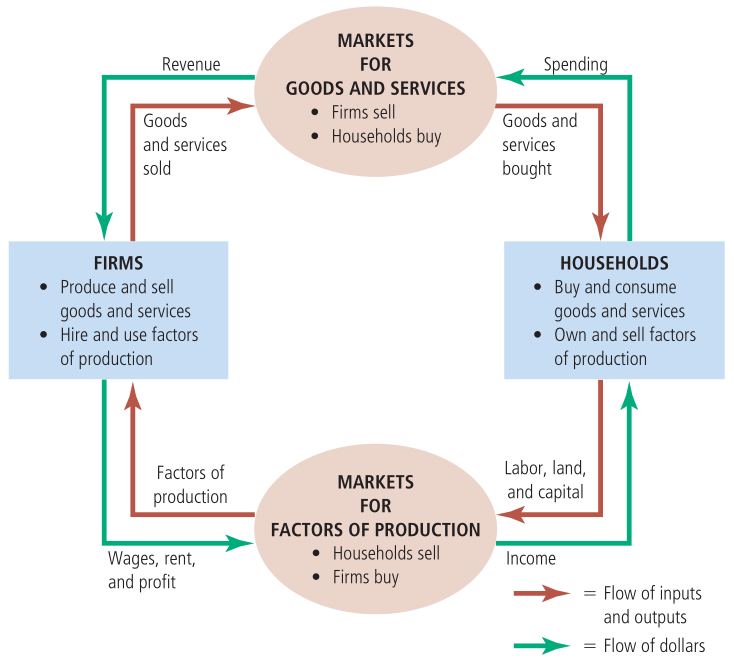 MARKETS
FOR
GOODS AND SERVICES
• Firms sell
• Households buy
Revenue
Spending
Goods
and services
sold
Goods and
services
bought
FIRMS
• Produce and sell
goods and services
• Hire and use factors
of production
HOUSEHOLDS
• Buy and consume
goods and services
• Own and sell factors
of production
Factors of
production
Labor, land,
and capital
MARKETS
FOR
FACTORS OF PRODUCTION
• Households sell
• Firms buy
Wages, rent,
and profit
Income
= Flow of inputs
and outputs
= Flow of dollars